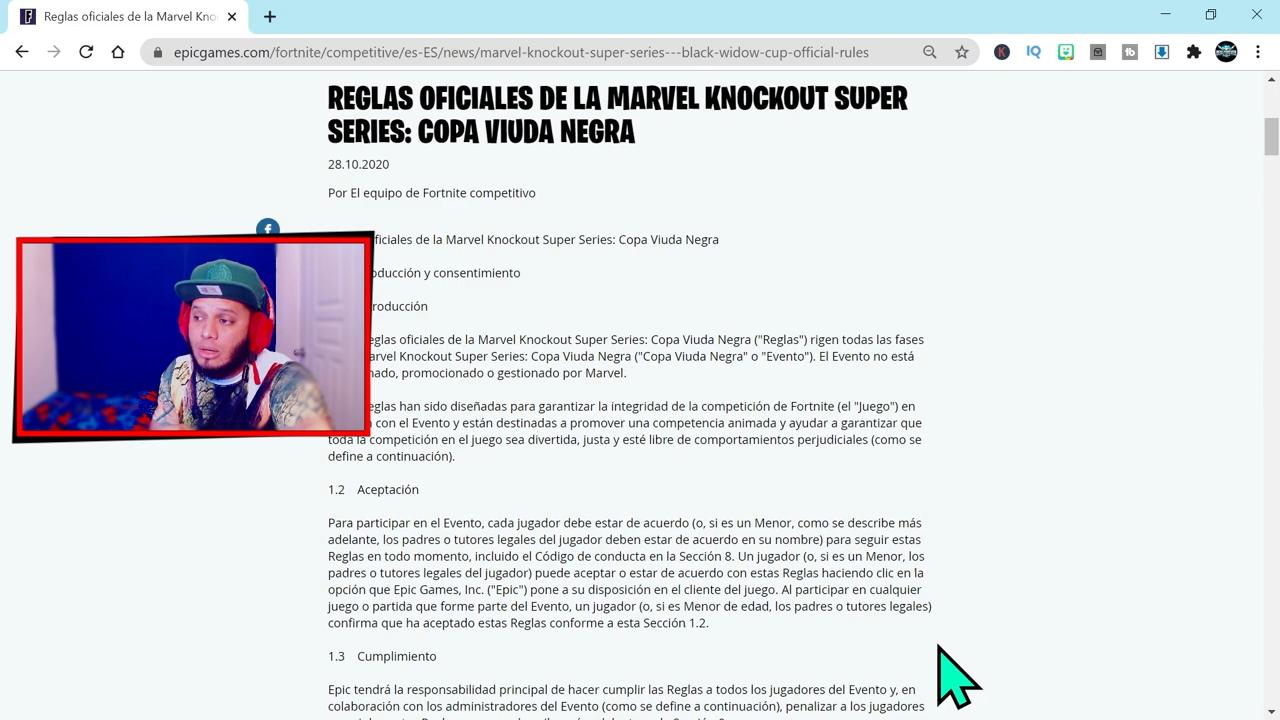 Reglas oficiales de la Marvel Kno
epicgames.com/fortnite/competitive/es-ES/news/marvel-knockout-super-series---black-widow-cup-official-rules
REGLAS OFICIALES DE LA MARVEL KNOCKOUT SUPER
SERIES: COPA VIUDA NEGRA
28.10.2020
Por El equipo de Fortnite competitivo
ficiales de la Marvel Knockout Super Series: Copa Viuda Negra
oducción y consentimiento
roducción
eglas oficiales de la Marvel Knockout Super Series: Copa Viuda Negra ("Reglas") rigen todas las fases
arvel Knockout Super Series: Copa Viuda Negra ("Copa Viuda Negra" o "Evento"). El Evento no está
nado, promocionado o gestionado por Marvel.
eglas han sido diseñadas para garantizar la integridad de la competición de Fortnite (el "Juego") en
con el Evento y están destinadas a promover una competencia animada y ayudar a garantizar que
toda la competición en el juego sea divertida, justa y esté libre de comportamientos perjudiciales (como se
define a continuación).
1.2 Aceptación
Para participar en el Evento, cada jugador debe estar de acuerdo (o, si es un Menor, como se describe más
adelante, los padres o tutores legales del jugador deben estar de acuerdo en su nombre) para seguir estas
Reglas en todo momento, incluido el Código de conducta en la Sección 8. Un jugador (o, si es un Menor, los
padres o tutores legales del jugador) puede aceptar o estar de acuerdo con estas Reglas haciendo clic en la
opción que Epic Games, Inc. ("Epic") pone a su disposición en el cliente del juego. Al participar en cualquier
juego o partida que forme parte del Evento, un jugador (o, si es Menor de edad, los padres o tutores legales)
confirma que ha aceptado estas Reglas conforme a esta Sección 1.2.
1.3 Cumplimiento
Epic tendrá la responsabilidad principal de hacer cumplir las Reglas a todos los jugadores del Evento y, en
colaboración con los administradores del Evento (como se define a continuación), penalizar a los jugadores